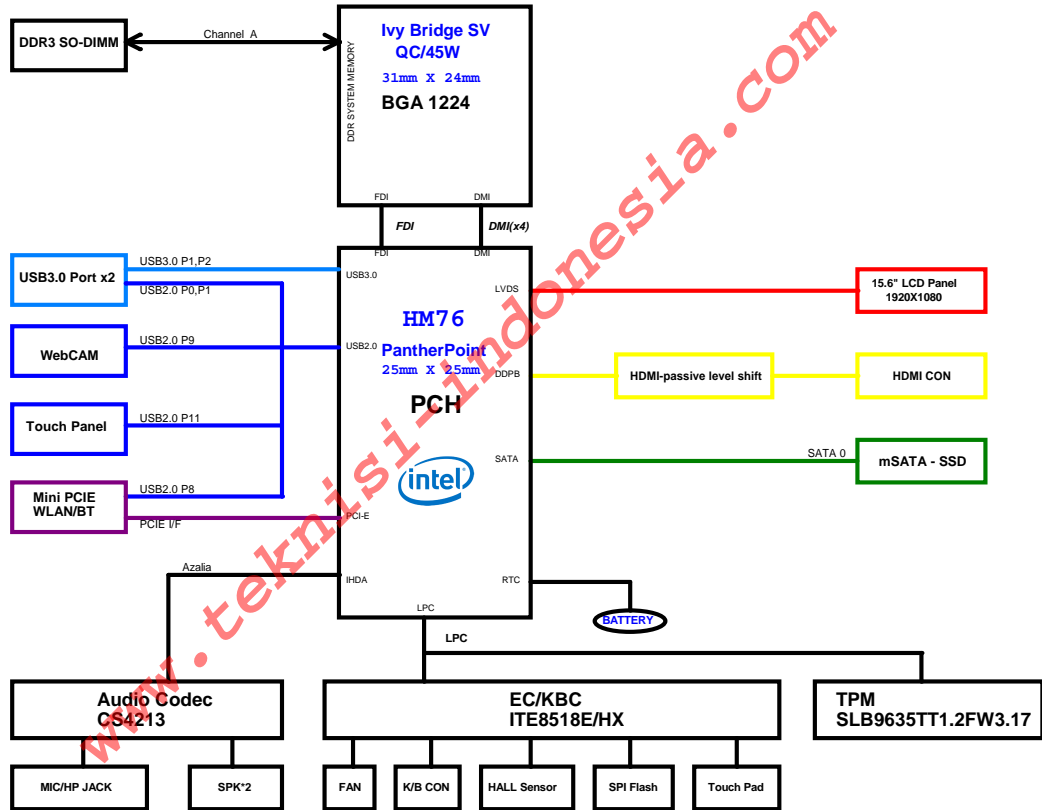 DDR3 SO-DIMM
Channel A
DDR SYSTEM MEMORY
Ivy Bridge SV
QC/45W
31mm X 24mm
BGA 1224
FDI
DMI
FDI
DMI(x4)
FDI
DMI
USB3.0 Port x2
USB3.0 P1,P2
USB2.0 P0,P1
USB3.0
LVDS
15.6" LCD Panel
1920X1080
WebCAM
USB2.0 P9
USB2.0
HM76
PantherPoint
25mm X 25mm
PCH
intel
DDPB
HDMI-passive level shift
HDMI CON
Touch Panel
USB2.0 P11
SATA
SATA 0
mSATA - SSD
Mini PCIE
WLAN/BT
USB2.0 P8
PCIE I/F
PCI-E
Azalia
IHDA
RTC
BATTERY
LPC
LPC
Audio Codec
CS4213
EC/KBC
ITE8518E/HX
TPM
SLB9635TT1.2FW3.17
MIC/HP JACK
SPK*2
FAN
K/B CON
HALL Sensor
SPI Flash
Touch Pad
www.teknisi-indonesia.com